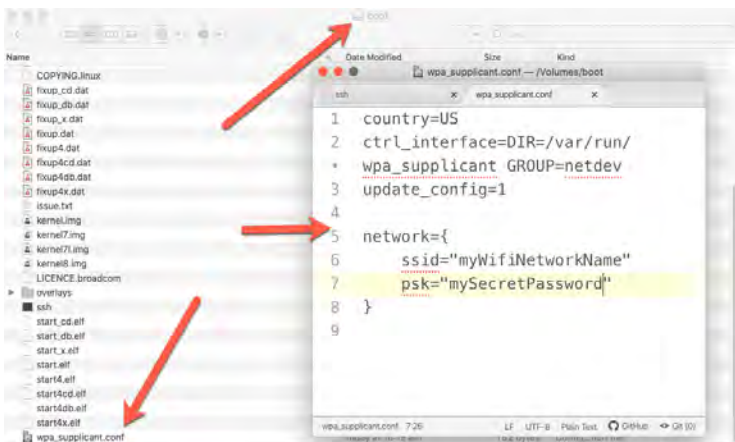 boot
Name
Date Modified
Size
Kind
COPYING.linux
fixup_cd.dat
fixup_db.dat
fixup_x.dat
fixup.dat
fixup4.dat
fixup4cd.dat
fixup4db.dat
fixup4x.dat
issue.txt
kernel.img
kernel7.img
kernel7l.img
kernel8.img
LICENCE.broadcom
overlays
ssh
start_cd.elf
start_db.elf
start_x.elf
start.elf
start4.elf
start4cd.elf
start4db.elf
start4x.elf
wpa_supplicant.conf
wpa_supplicant.conf — /Volumes/boot
ssh
wpa_supplicant.conf
1 country=US
2 ctrl_interface=DIR=/var/run/
• wpa_supplicant GROUP=netdev
3 update_config=1
4
5 network={
6 ssid="myWifiNetworkName"
7 psk="mySecretPassword"
8 }
9
wpa_supplicant.conf 7:26
LF UTF-8 Plain Text GitHub Git (0)